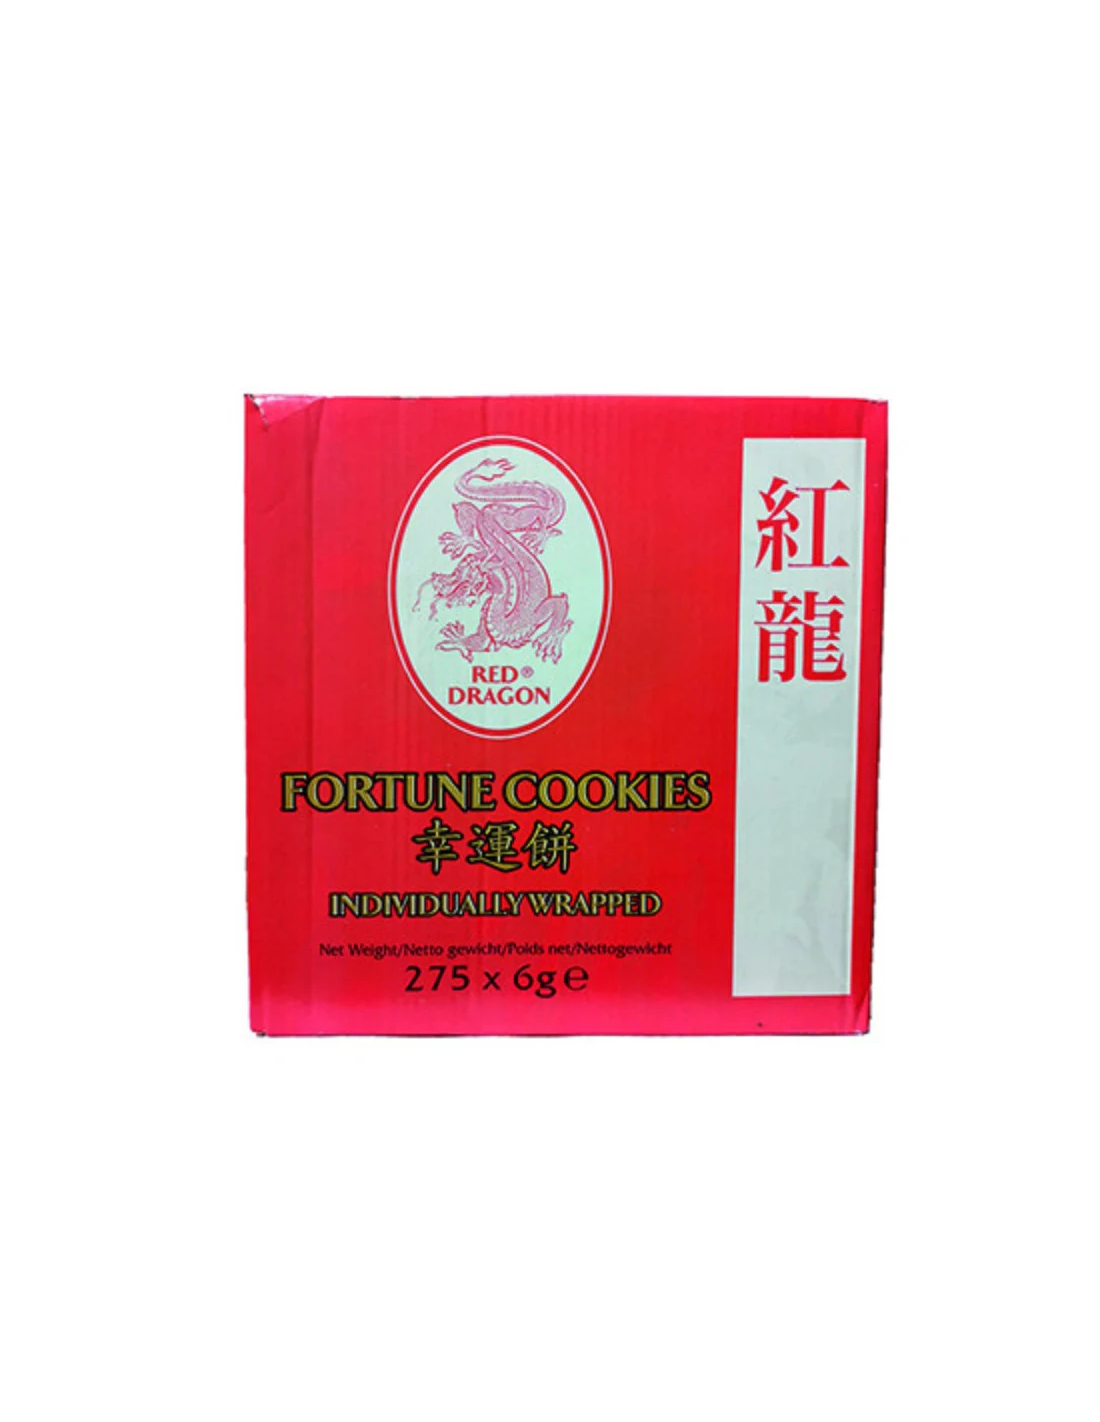 RED®
DRAGON
FORTUNE COOKIES
幸運餅
INDIVIDUALLY WRAPPED
Net Weight/Netto gewicht/Poids net/Nettogewicht
275 x 6g ℮
紅龍